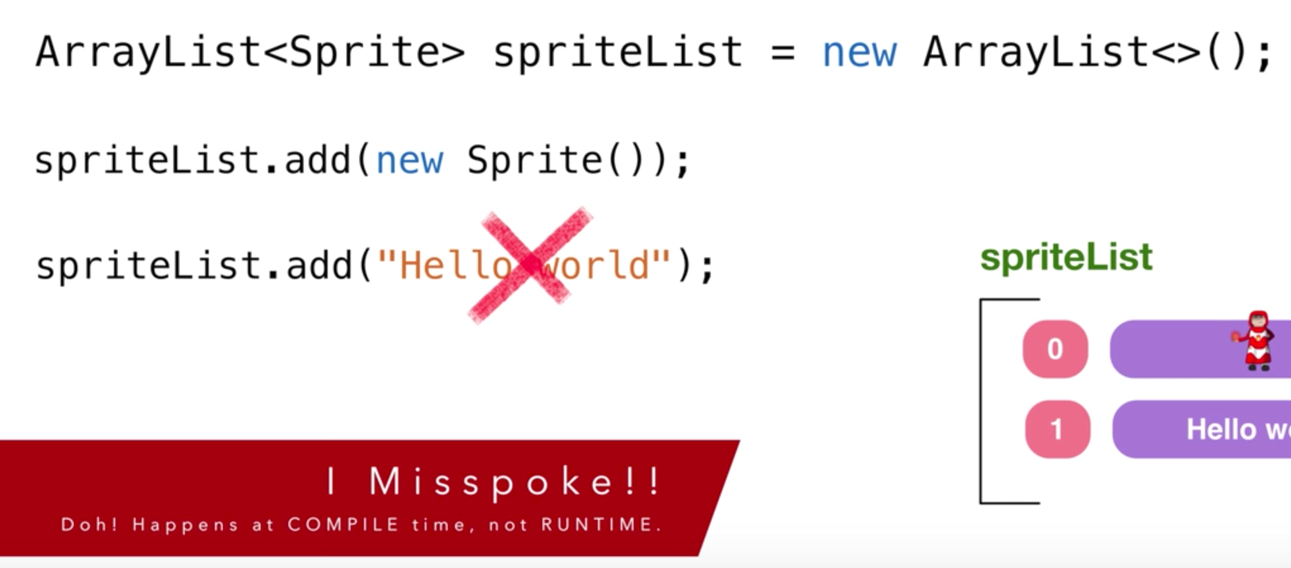 ArrayList<Sprite> spriteList = new ArrayList<>();
spriteList.add(new Sprite());
spriteList.add("Hello world");
spriteList
0
1
Hello
I Misspoke!!
Doh! Happens at COMPILE time, not RUNTIME.